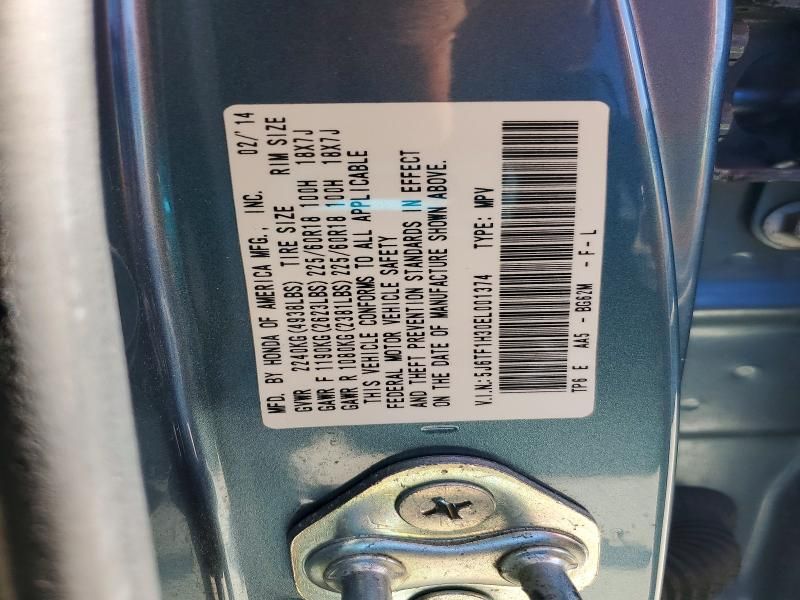 MFD. BY HONDA OF AMERICA MFG., INC. 02/'14
GVWR 2240KG(4938LBS) TIRE SIZE RIM SIZE
GAWR F 1190KG(2623LBS) 225/60R18 100H 18X7J
GAWR R 1080KG(2381LBS) 225/60R18 100H 18X7J
THIS VEHICLE CONFORMS TO ALL APPLICABLE
FEDERAL MOTOR VEHICLE SAFETY
AND THEFT PREVENTION STANDARDS IN EFFECT
ON THE DATE OF MANUFACTURE SHOWN ABOVE.
V.I.N.:5J6TF1H30EL001374 TYPE: MPV
TP6 E AA5 -BG62M -F-L